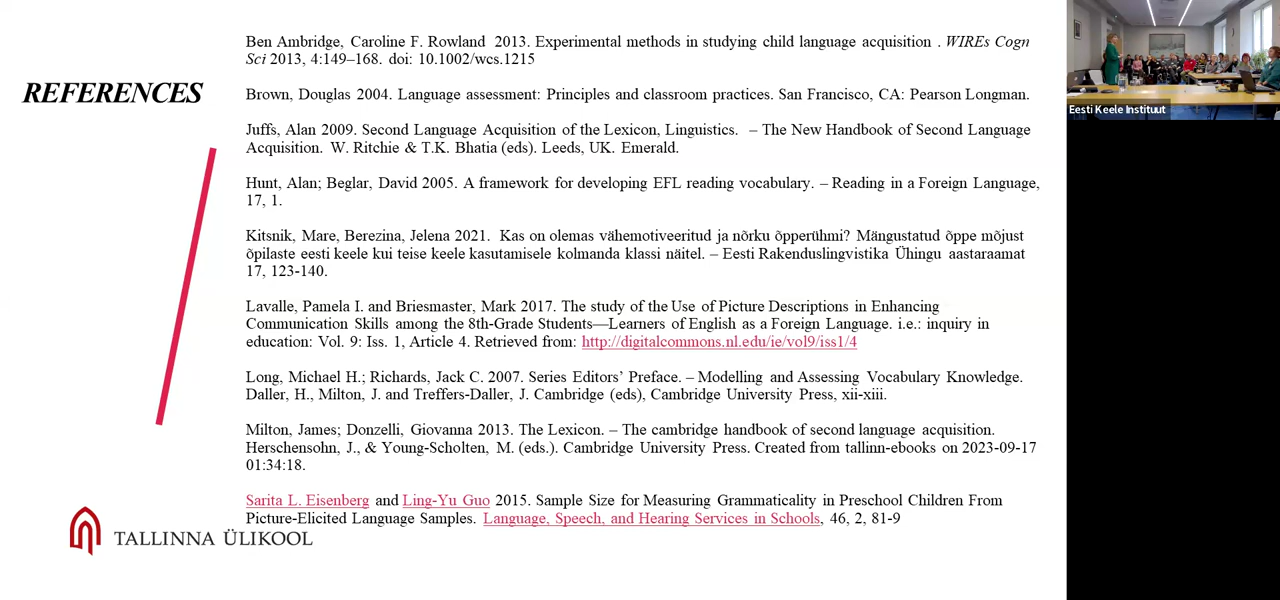 REFERENCES
Ben Ambridge, Caroline F. Rowland 2013. Experimental methods in studying child language acquisition . WIREs Cogn
Sci 2013, 4:149–168. doi: 10.1002/wcs.1215
Brown, Douglas 2004. Language assessment: Principles and classroom practices. San Francisco, CA: Pearson Longman.
Juffs, Alan 2009. Second Language Acquisition of the Lexicon, Linguistics. – The New Handbook of Second Language
Acquisition. W. Ritchie & T.K. Bhatia (eds). Leeds, UK. Emerald.
Hunt, Alan; Beglar, David 2005. A framework for developing EFL reading vocabulary. – Reading in a Foreign Language,
17, 1.
Kitsnik, Mare, Berezina, Jelena 2021. Kas on olemas vähemotiveeritud ja nõrku õpperühmi? Mängustatud õppe mõjust
õpilaste eesti keele kui teise keele kasutamisele kolmanda klassi näitel. – Eesti Rakenduslingvistika Ühingu aastaraamat
17, 123-140.
Lavalle, Pamela I. and Briesmaster, Mark 2017. The study of the Use of Picture Descriptions in Enhancing
Communication Skills among the 8th-Grade Students—Learners of English as a Foreign Language. i.e.: inquiry in
education: Vol. 9: Iss. 1, Article 4. Retrieved from: http://digitalcommons.nl.edu/ie/vol9/iss1/4
Long, Michael H.; Richards, Jack C. 2007. Series Editors’ Preface. – Modelling and Assessing Vocabulary Knowledge.
Daller, H., Milton, J. and Treffers-Daller, J. Cambridge (eds), Cambridge University Press, xii-xiii.
Milton, James; Donzelli, Giovanna 2013. The Lexicon. – The cambridge handbook of second language acquisition.
Herschensohn, J., & Young-Scholten, M. (eds.). Cambridge University Press. Created from tallinn-ebooks on 2023-09-17
01:34:18.
Sarita L. Eisenberg and Ling-Yu Guo 2015. Sample Size for Measuring Grammaticality in Preschool Children From
Picture-Elicited Language Samples. Language, Speech, and Hearing Services in Schools, 46, 2, 81-9
TALLINNA ÜLIKOOL
Eesti Keele Instituut